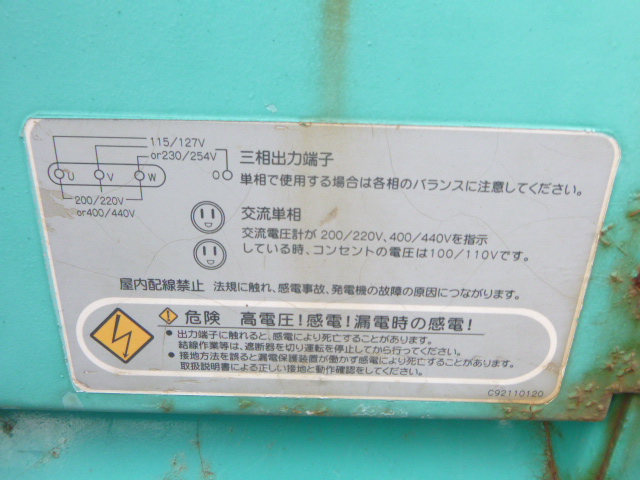 115/127V
or230/254V
U V W O
200/220V
or400/440V
三相出力端子
単相で使用する場合は各相のバランスに注意してください。
交流単相
交流電圧計が200/220V、400/440Vを指示
している時、コンセントの電圧は100/110Vです。
屋内配線禁止 法規に触れ、感電事故、発電機の故障の原因につながります。
危険 高電圧!感電!漏電時の感電!
● 出力端子に触れると、感電により死亡することがあります。
結線作業等は、遮断器を切り運転を停止してから行ってください。
● 接地方法を誤ると漏電保護装置が働かず感電により死亡することがあります。
取扱説明書による正しい接地と動作確認をしてください。
C92110120